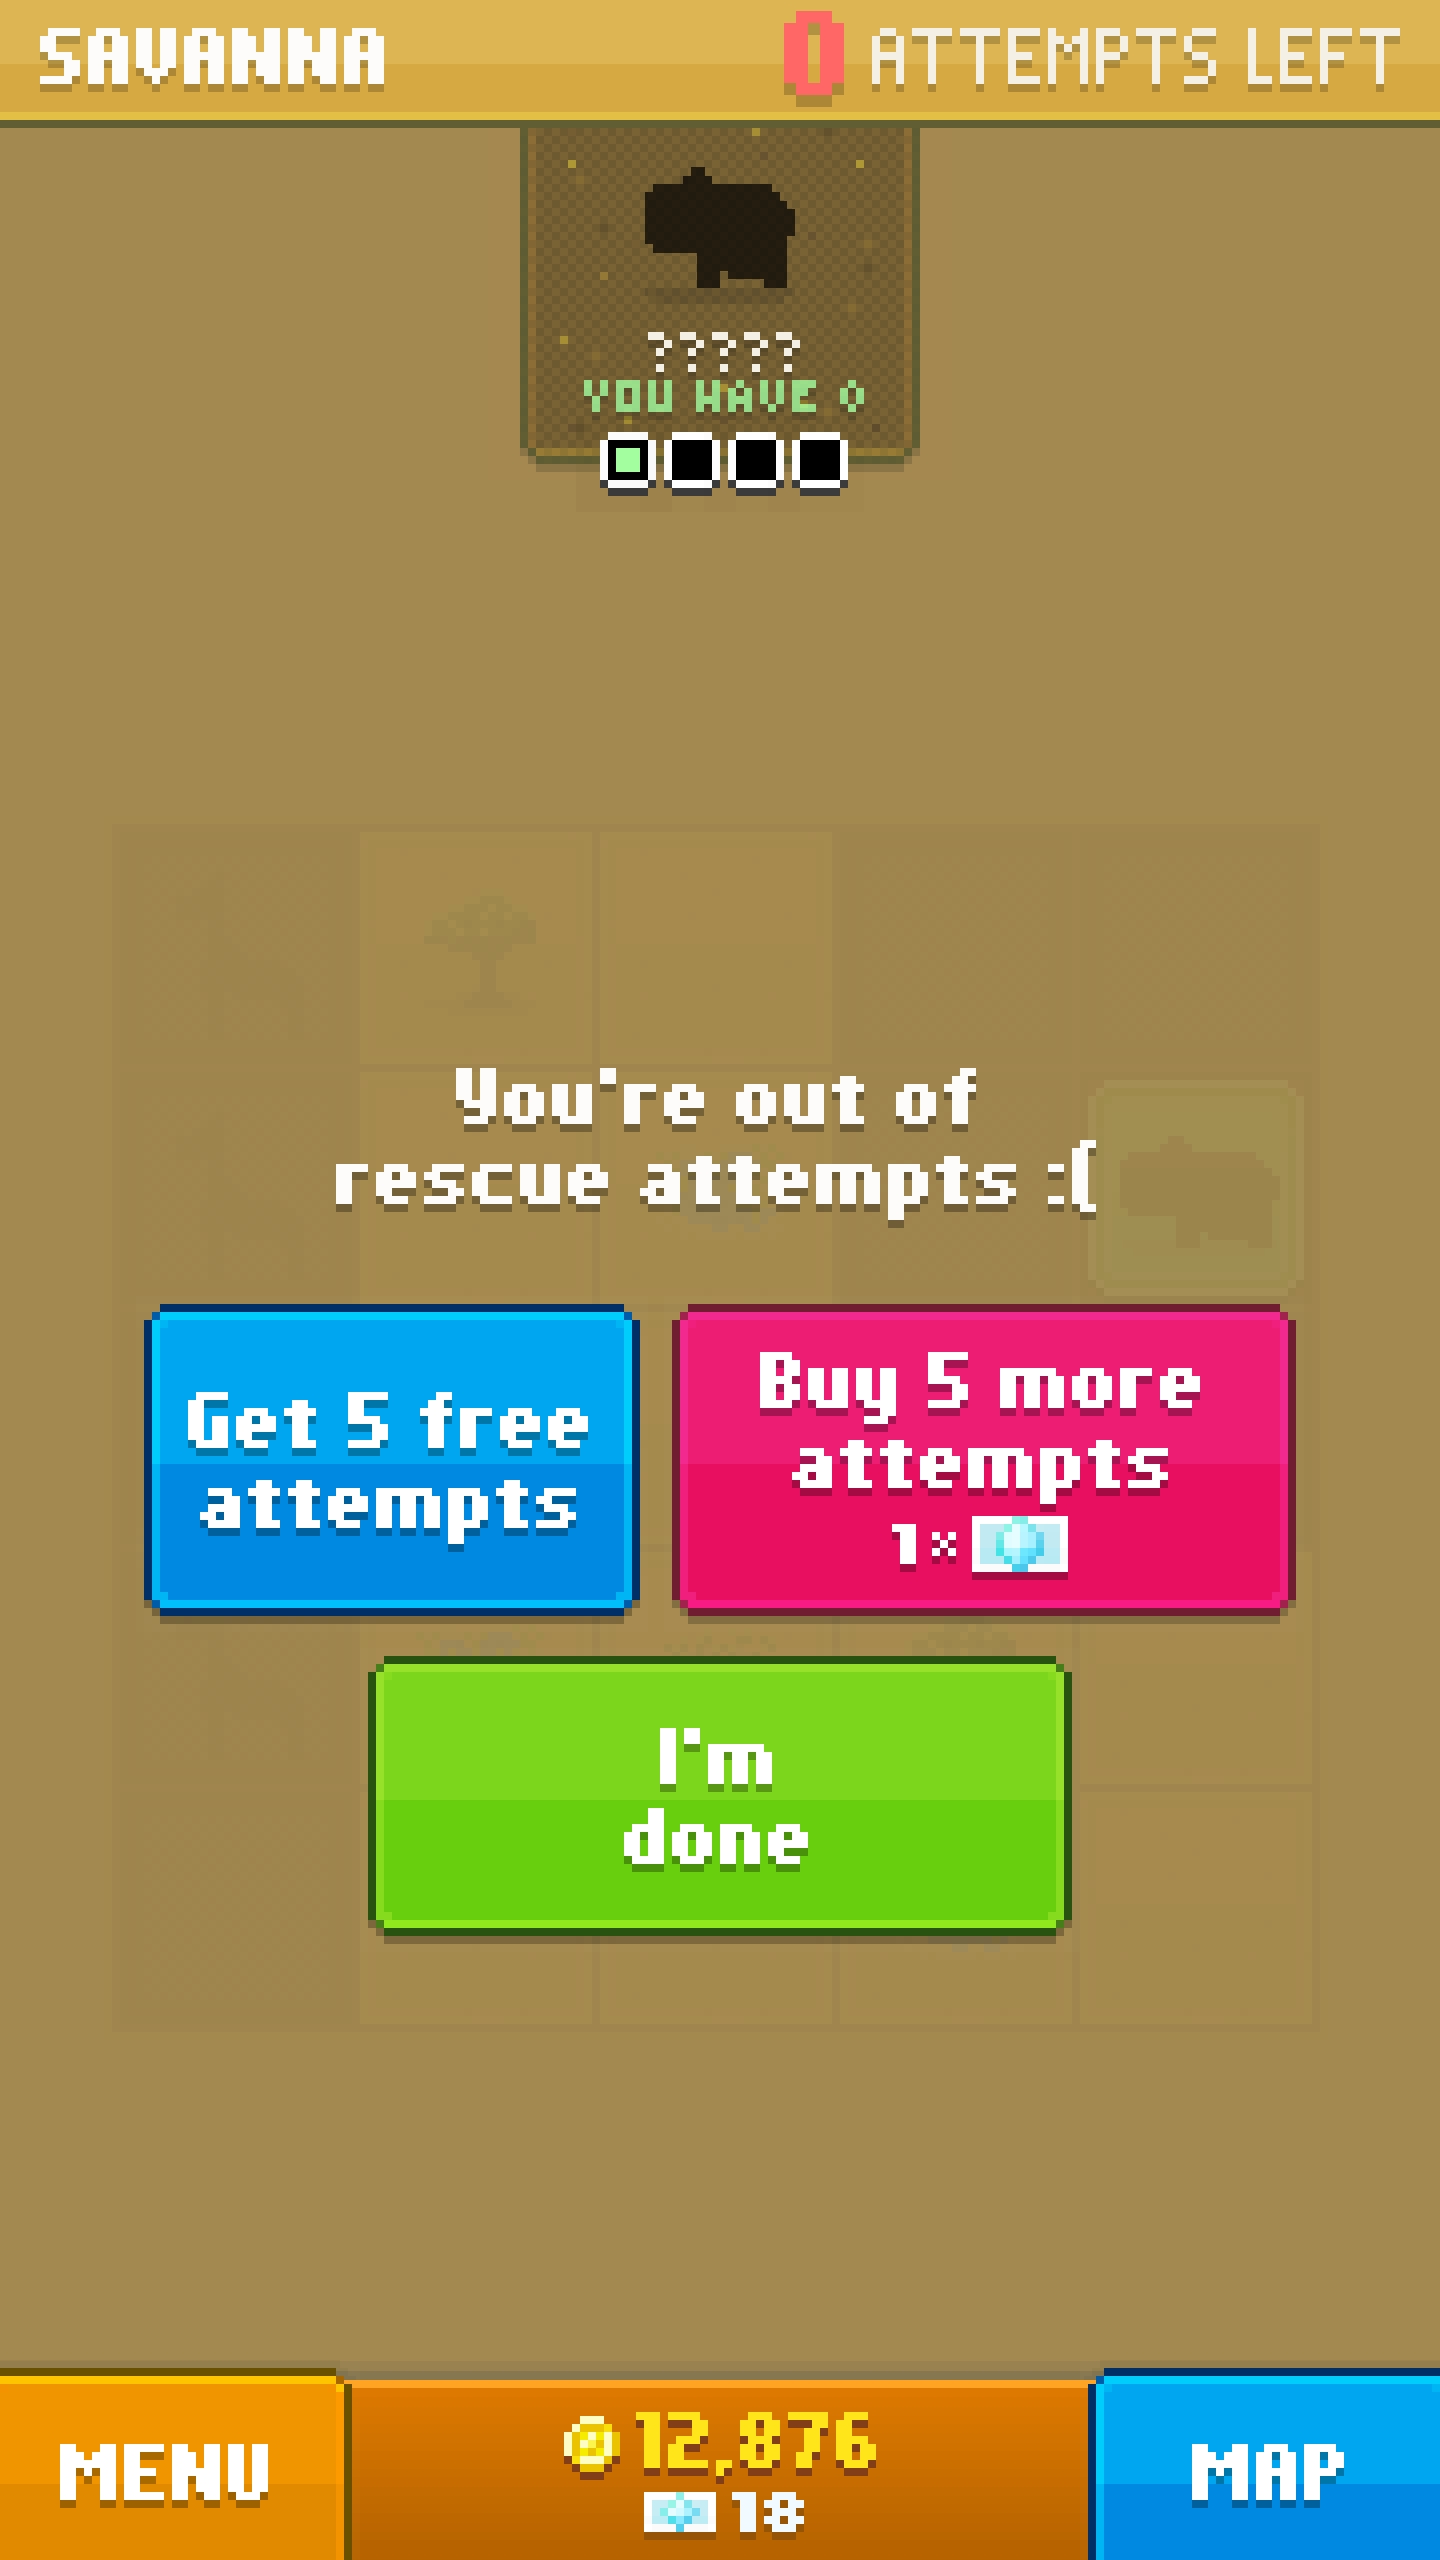 SAVANNA
0 ATTEMPTS LEFT
?????
YOU HAVE 0
You're out of
rescue attempts :(
Get 5 free
attempts
Buy 5 more
attempts
1×
I'm
done
MENU
12,876
18
MAP